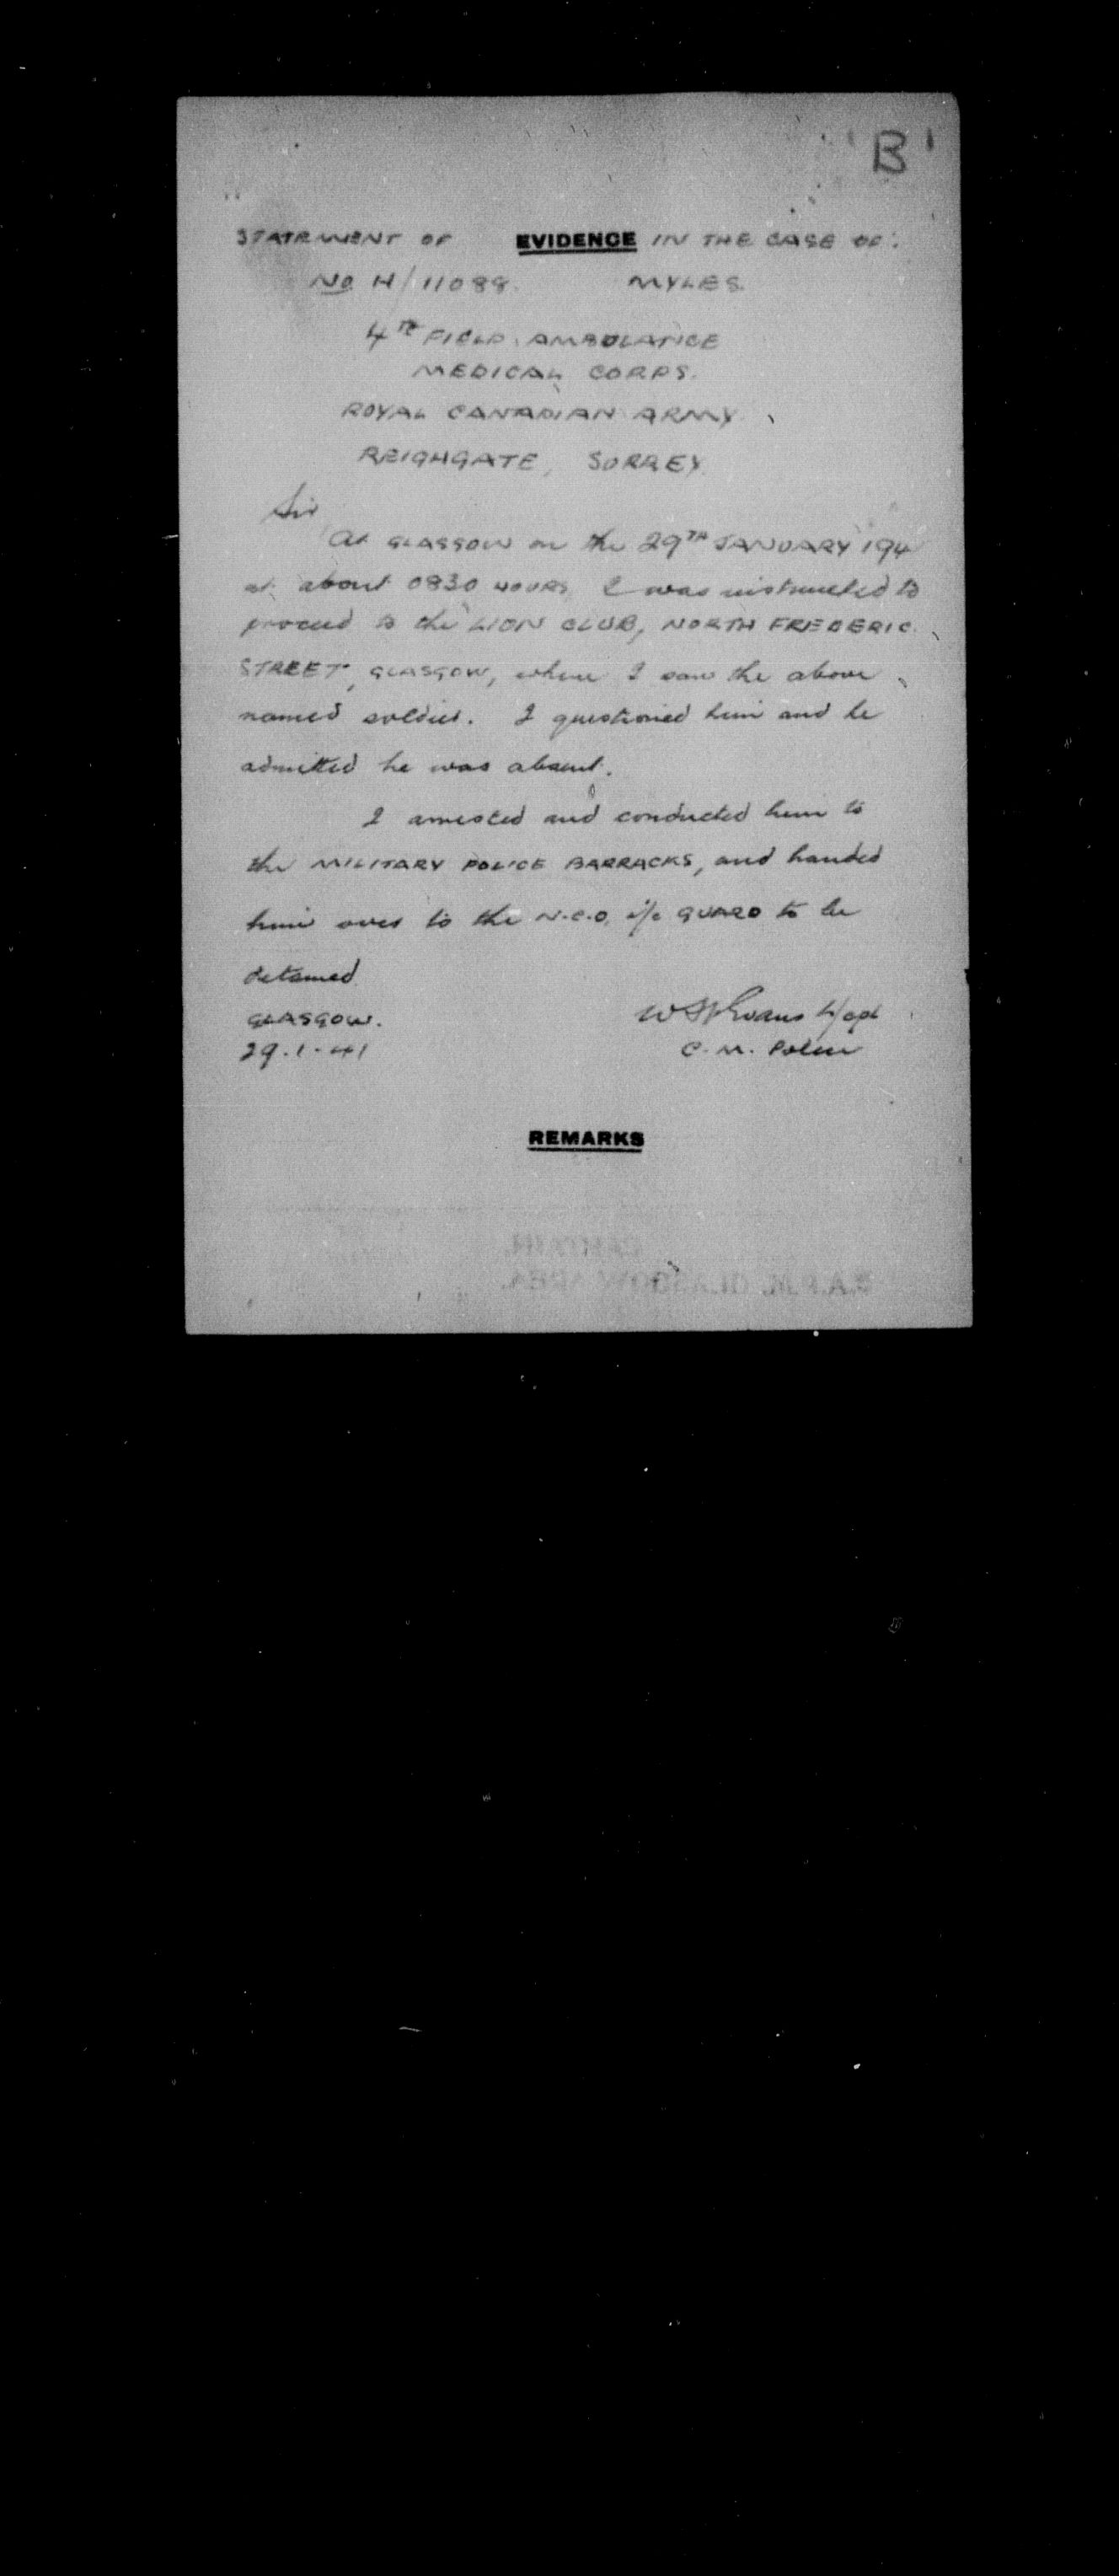 'B'
STATEMENT OF EVIDENCE IN THE CASE OF:
No H/11088. MYLES.
4TH FIELD AMBULANCE
MEDICAL CORPS.
ROYAL CANADIAN ARMY
REIGHGATE, SURREY
Sir
At GLASGOW on the 29TH JANUARY 194
at about 0830 HOURS I was instructed to
proceed to the LION CLUB, NORTH FREDERIC
STREET, GLASGOW, where I saw the above
named soldier. I questioned him and he
admitted he was absent.
I arrested and conducted him to
the MILITARY POLICE BARRACKS, and handed
him over to the N.C.O. i/c GUARD to be
detained
GLASGOW. Evans L/cpl
29.1.41 C. M. Police
REMARKS